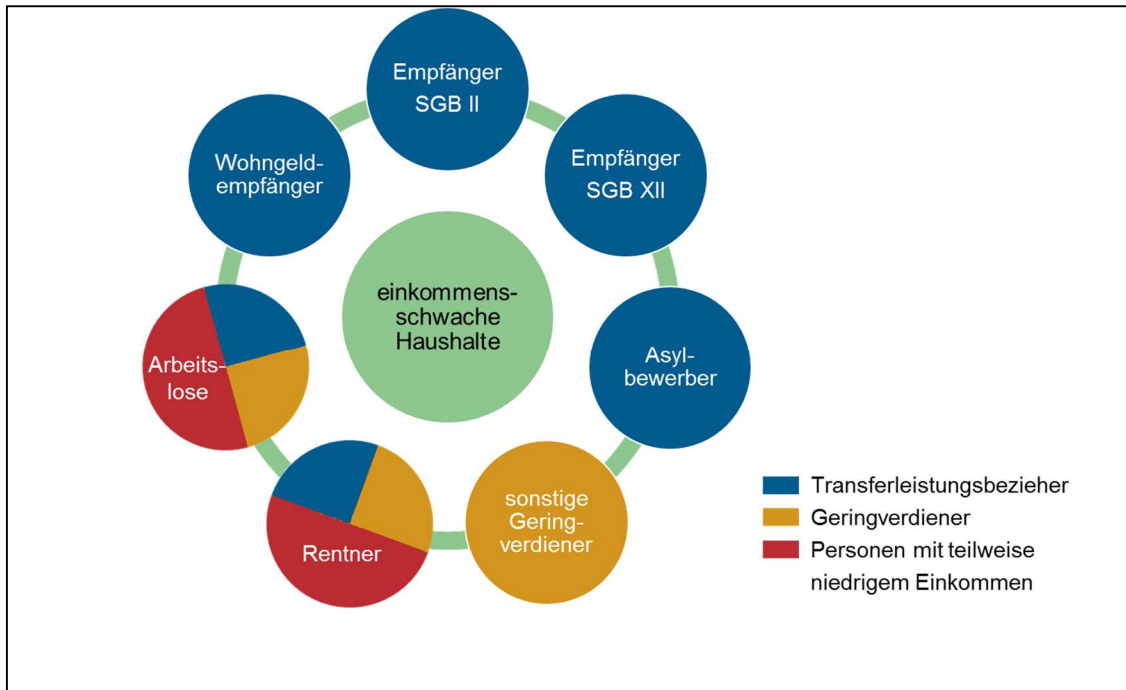 Empfänger
SGB II
Wohngeld-
empfänger
Empfänger
SGB XII
einkommens-
schwache
Haushalte
Arbeits-
lose
Asyl-
bewerber
sonstige
Gering-
verdiener
Rentner
Transferleistungsbezieher
Geringverdiener
Personen mit teilweise
niedrigem Einkommen